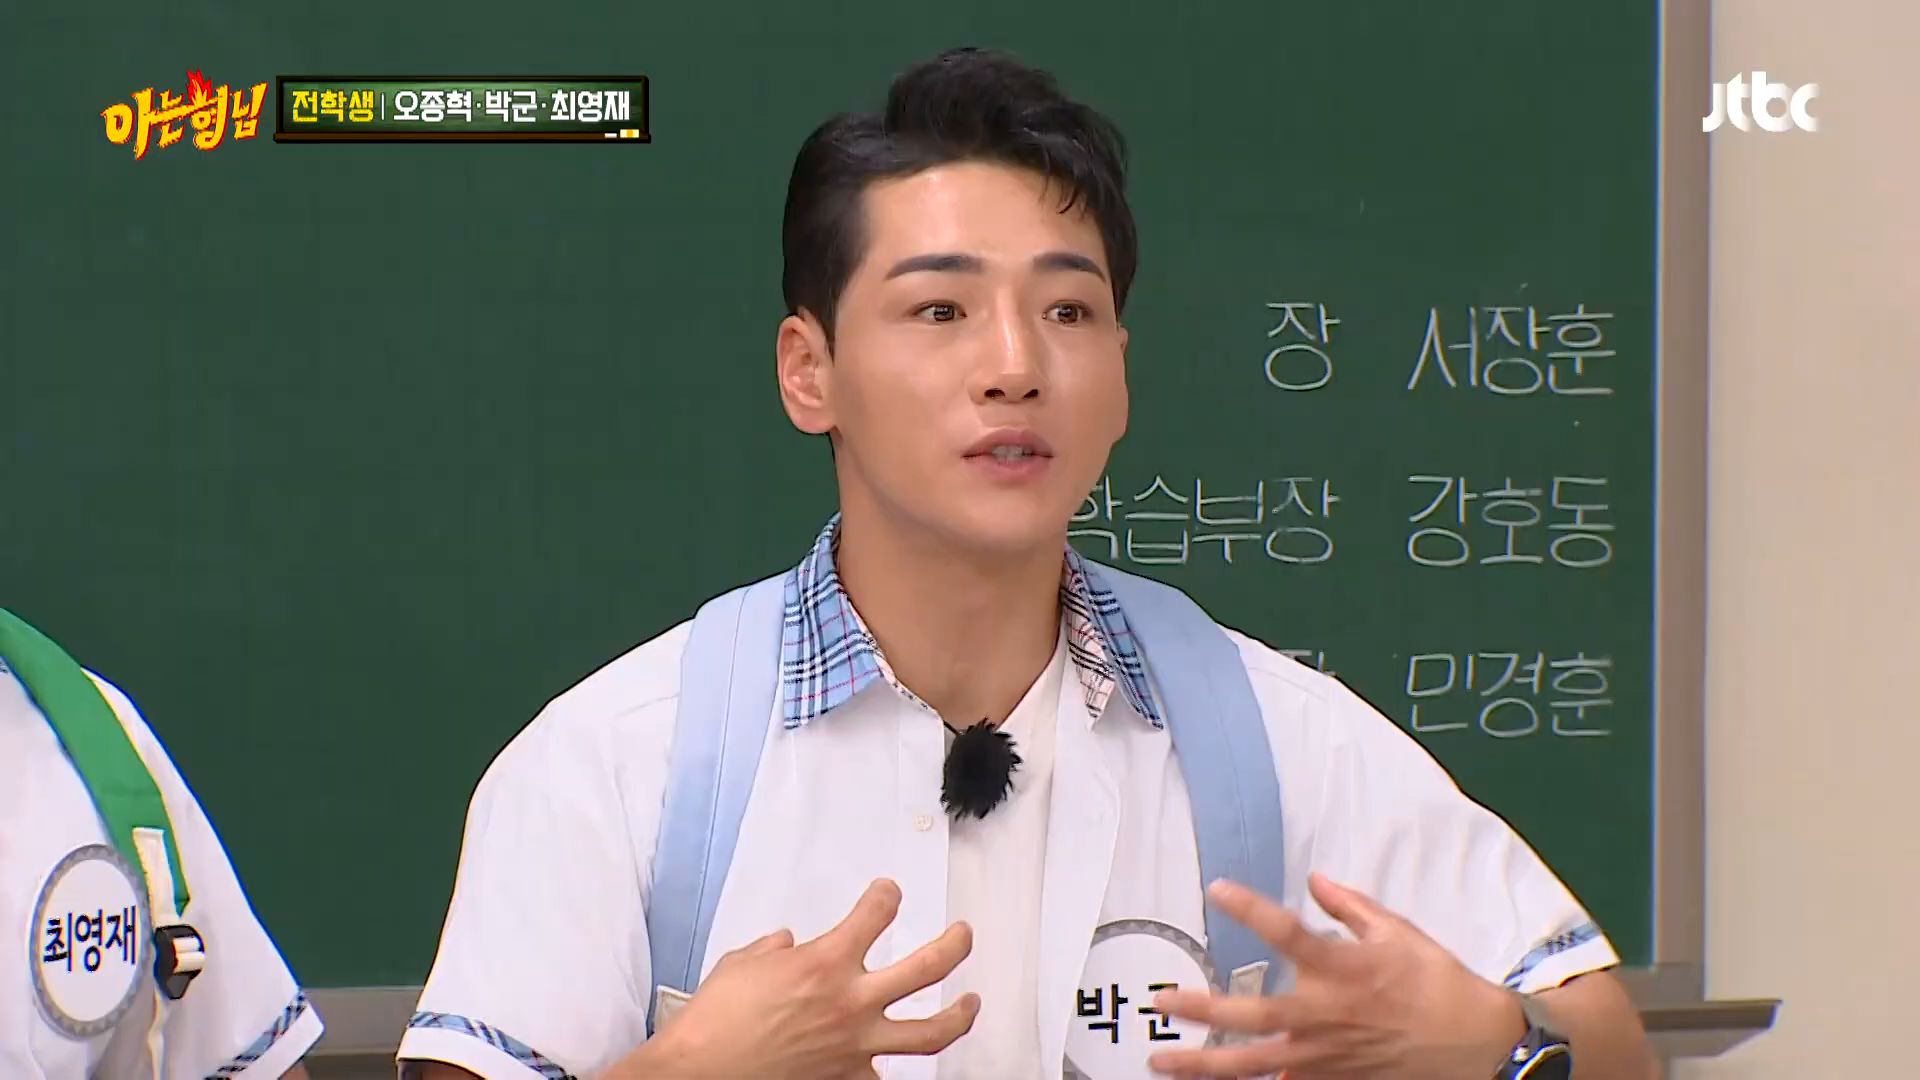 아는형님
전학생 | 오종혁·박군·최영재
jtbc
장 서장훈
학습부장 강호동
장 민경훈
최영재
박군